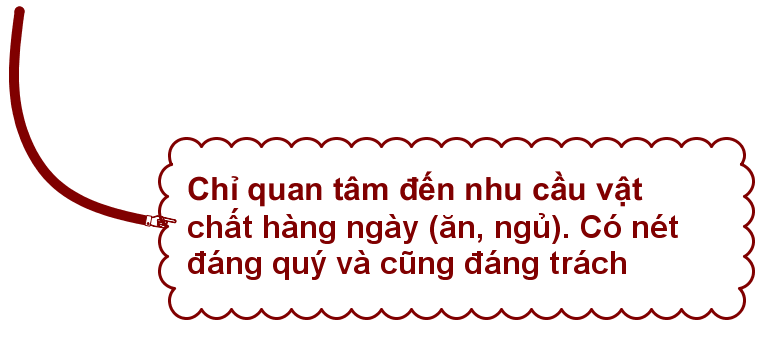 Chỉ quan tâm đến nhu cầu vật
chất hàng ngày (ăn, ngủ). Có nét
đáng quý và cũng đáng trách